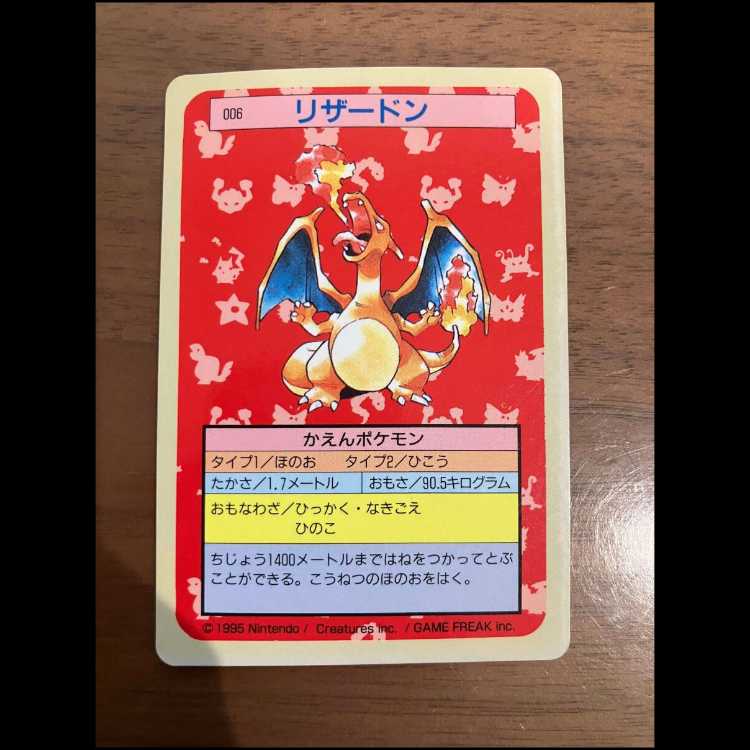 006 リザードン
かえんポケモン
タイプ1／ほのお タイプ2／ひこう
たかさ／1.7メートル おもさ／90.5キログラム
おもなわざ／ひっかく・なきごえ
ひのこ
ちじょう1400メートルまではねをつかってとぶ
ことができる。こうねつのほのおをはく。
© 1995 Nintendo / Creatures inc. / GAME FREAK inc.